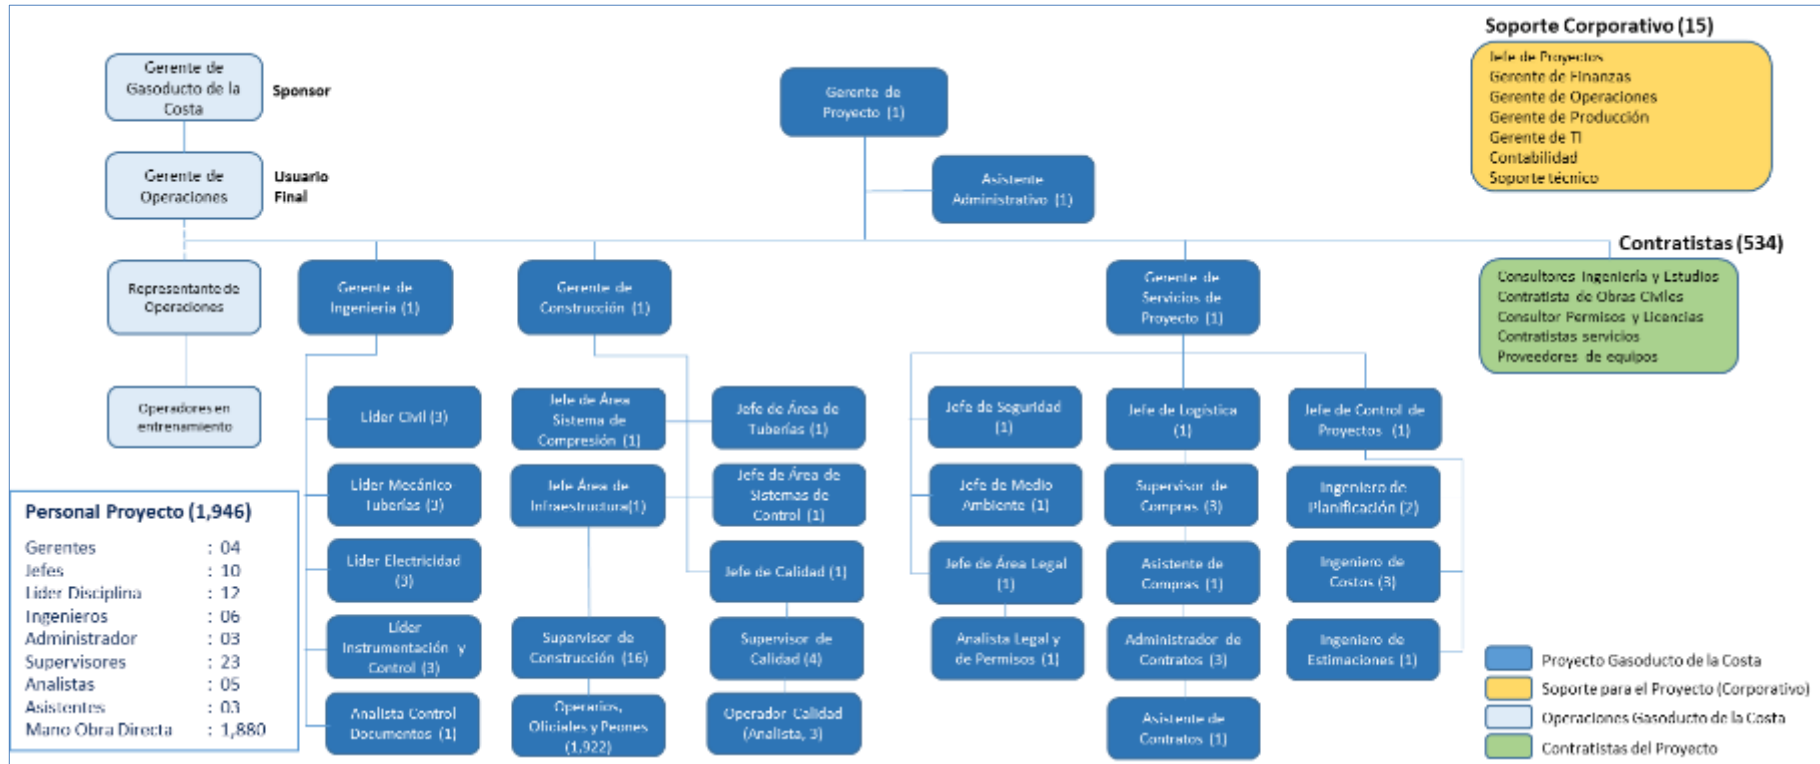 Soporte Corporativo (15)
Jefe de Proyectos
Gerente de Finanzas
Gerente de Operaciones
Gerente de Producción
Gerente de TI
Contabilidad
Soporte técnico
Gerente de
Gasoducto de la
Costa
Sponsor
Gerente de
Proyecto (1)
Gerente de
Operaciones
Usuario
Final
Asistente
Administrativo (1)
Contratistas (534)
Consultores Ingeniería y Estudios
Contratista de Obras Civiles
Consultor Permisos y Licencias
Contratistas servicios
Proveedores de equipos
Representante de
Operaciones
Gerente de
Ingeniería (1)
Gerente de
Construcción (1)
Gerente de
Servicios de
Proyecto (1)
Operadores en
entrenamiento
Líder Civil (3)
Jefe de Área
Sistema de
Compresión (1)
Jefe de Área de
Tuberías (1)
Jefe de Seguridad
(1)
Jefe de Logística
(1)
Jefe de Control de
Proyectos (1)
Líder Mecánico
Tuberías (3)
Jefe Área de
Infraestructura(1)
Jefe de Área de
Sistemas de
Control (1)
Jefe de Medio
Ambiente (1)
Supervisor de
Compras (3)
Ingeniero de
Planificación (2)
Líder Electricidad
(3)
Jefe de Calidad (1)
Jefe de Área Legal
(1)
Asistente de
Compras (1)
Ingeniero de
Costos (3)
Líder
Instrumentación y
Control (3)
Supervisor de
Construcción (16)
Supervisor de
Calidad (4)
Analista Legal y
de Permisos (1)
Administrador de
Contratos (3)
Ingeniero de
Estimaciones (1)
Analista Control
Documentos (1)
Operarios,
Oficiales y Peones
(1,922)
Operador Calidad
(Analista, 3)
Asistente de
Contratos (1)
Personal Proyecto (1,946)
Gerentes : 04
Jefes : 10
Lider Disciplina : 12
Ingenieros : 06
Administrador : 03
Supervisores : 23
Analistas : 05
Asistentes : 03
Mano Obra Directa : 1,880
Proyecto Gasoducto de la Costa
Soporte para el Proyecto (Corporativo)
Operaciones Gasoducto de la Costa
Contratistas del Proyecto